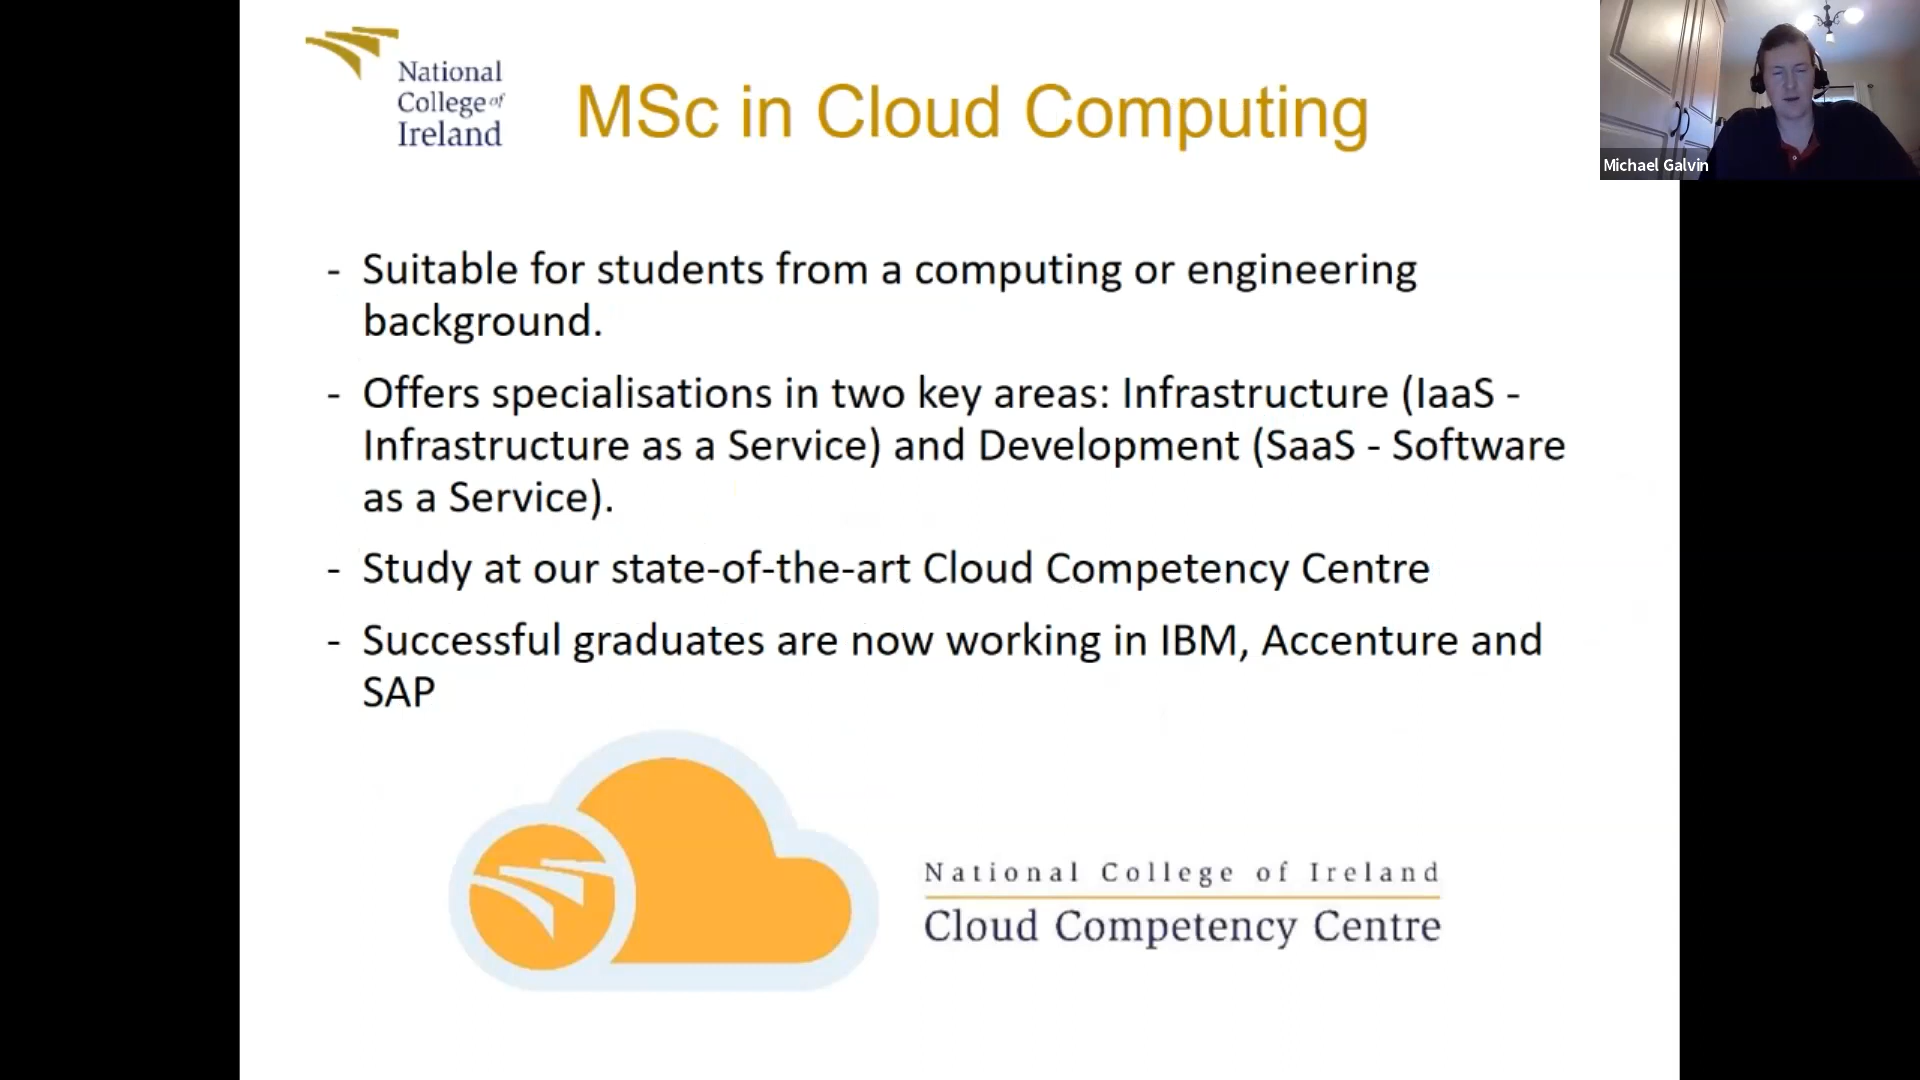 National
College of
Ireland
MSc in Cloud Computing
Michael Galvin
- Suitable for students from a computing or engineering
background.
- Offers specialisations in two key areas: Infrastructure (IaaS -
Infrastructure as a Service) and Development (SaaS - Software
as a Service).
- Study at our state-of-the-art Cloud Competency Centre
- Successful graduates are now working in IBM, Accenture and
SAP
National College of Ireland
Cloud Competency Centre